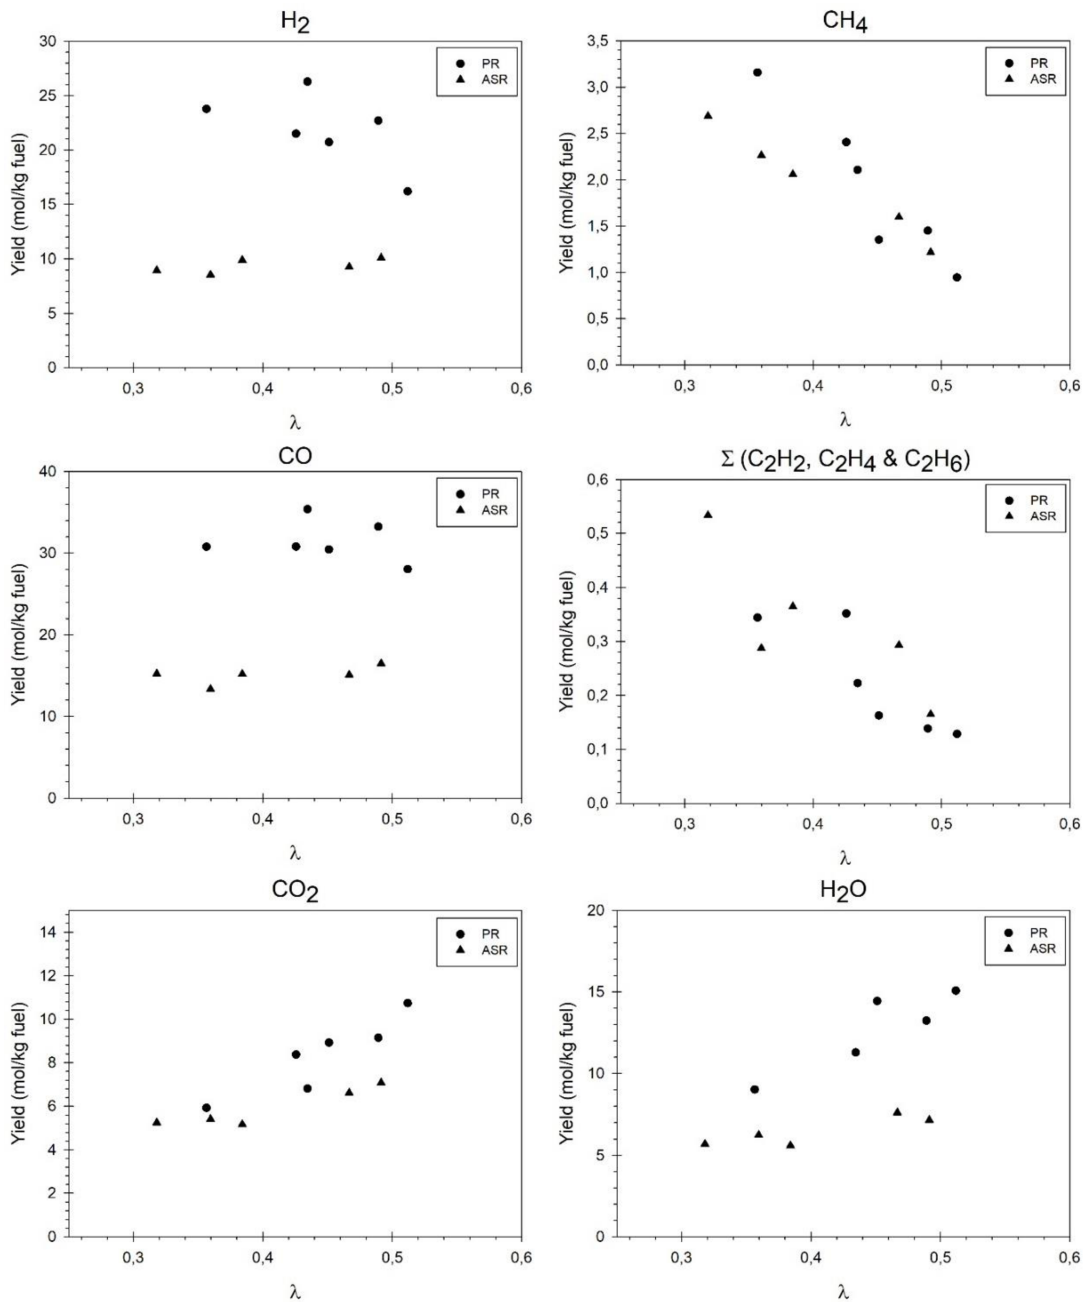 H2
Yield (mol/kg fuel)
30
25
20
15
10
5
0
0,3
0,4
0,5
0,6
λ
PR
ASR
CH4
Yield (mol/kg fuel)
3,5
3,0
2,5
2,0
1,5
1,0
0,5
0,0
0,3
0,4
0,5
0,6
λ
PR
ASR
CO
Yield (mol/kg fuel)
40
30
20
10
0
0,3
0,4
0,5
0,6
λ
PR
ASR
Σ (C2H2, C2H4 & C2H6)
Yield (mol/kg fuel)
0,6
0,5
0,4
0,3
0,2
0,1
0,0
0,3
0,4
0,5
0,6
λ
PR
ASR
CO2
Yield (mol/kg fuel)
14
12
10
8
6
4
2
0
0,3
0,4
0,5
0,6
λ
PR
ASR
H2O
Yield (mol/kg fuel)
20
15
10
5
0
0,3
0,4
0,5
0,6
λ
PR
ASR